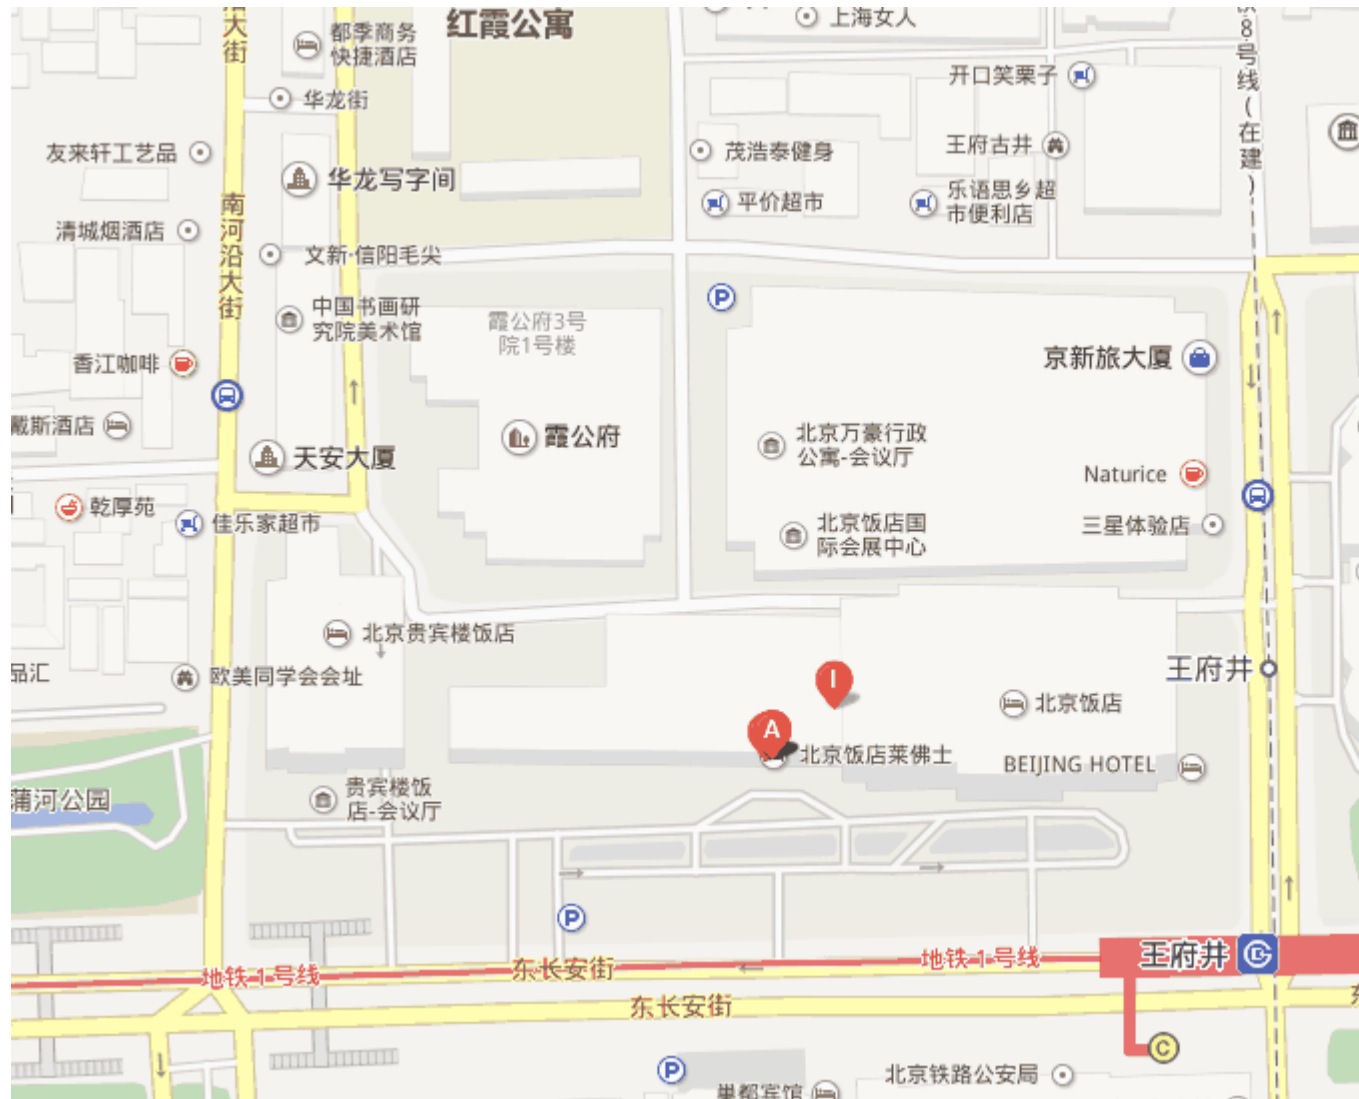 沿大街
都季商务
快捷酒店
红霞公寓
上海女人
8号线(在建)
华龙街
开口笑栗子
友来轩工艺品
茂浩泰健身
王府古井
华龙写字间
平价超市
乐语思乡超
市便利店
南河沿大街
清城烟酒店
文新·信阳毛尖
中国书画研
究院美术馆
霞公府3号
院1号楼
P
香江咖啡
京新旅大厦
戴斯酒店
霞公府
北京万豪行政
公寓-会议厅
天安大厦
Naturice
乾厚苑
佳乐家超市
北京饭店国
际会展中心
三星体验店
北京贵宾楼饭店
品汇
欧美同学会会址
王府井
I
A
北京饭店
北京饭店莱佛士
BEIJING HOTEL
贵宾楼饭
店-会议厅
蒲河公园
P
地铁1号线
东长安街
地铁1号线
王府井
东长安街
C
P
北京铁路公安局
巢都宾馆